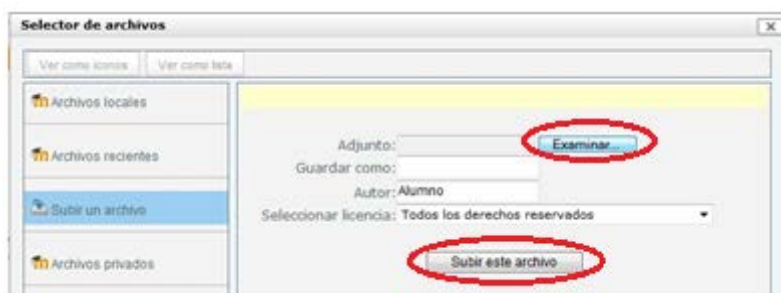 Selector de archivos
Ver como iconos
Ver como lista
Archivos locales
Archivos recientes
Subir un archivo
Archivos privados
Adjunto:
Examinar...
Guardar como:
Autor: Alumno
Seleccionar licencia: Todos los derechos reservados
Subir este archivo